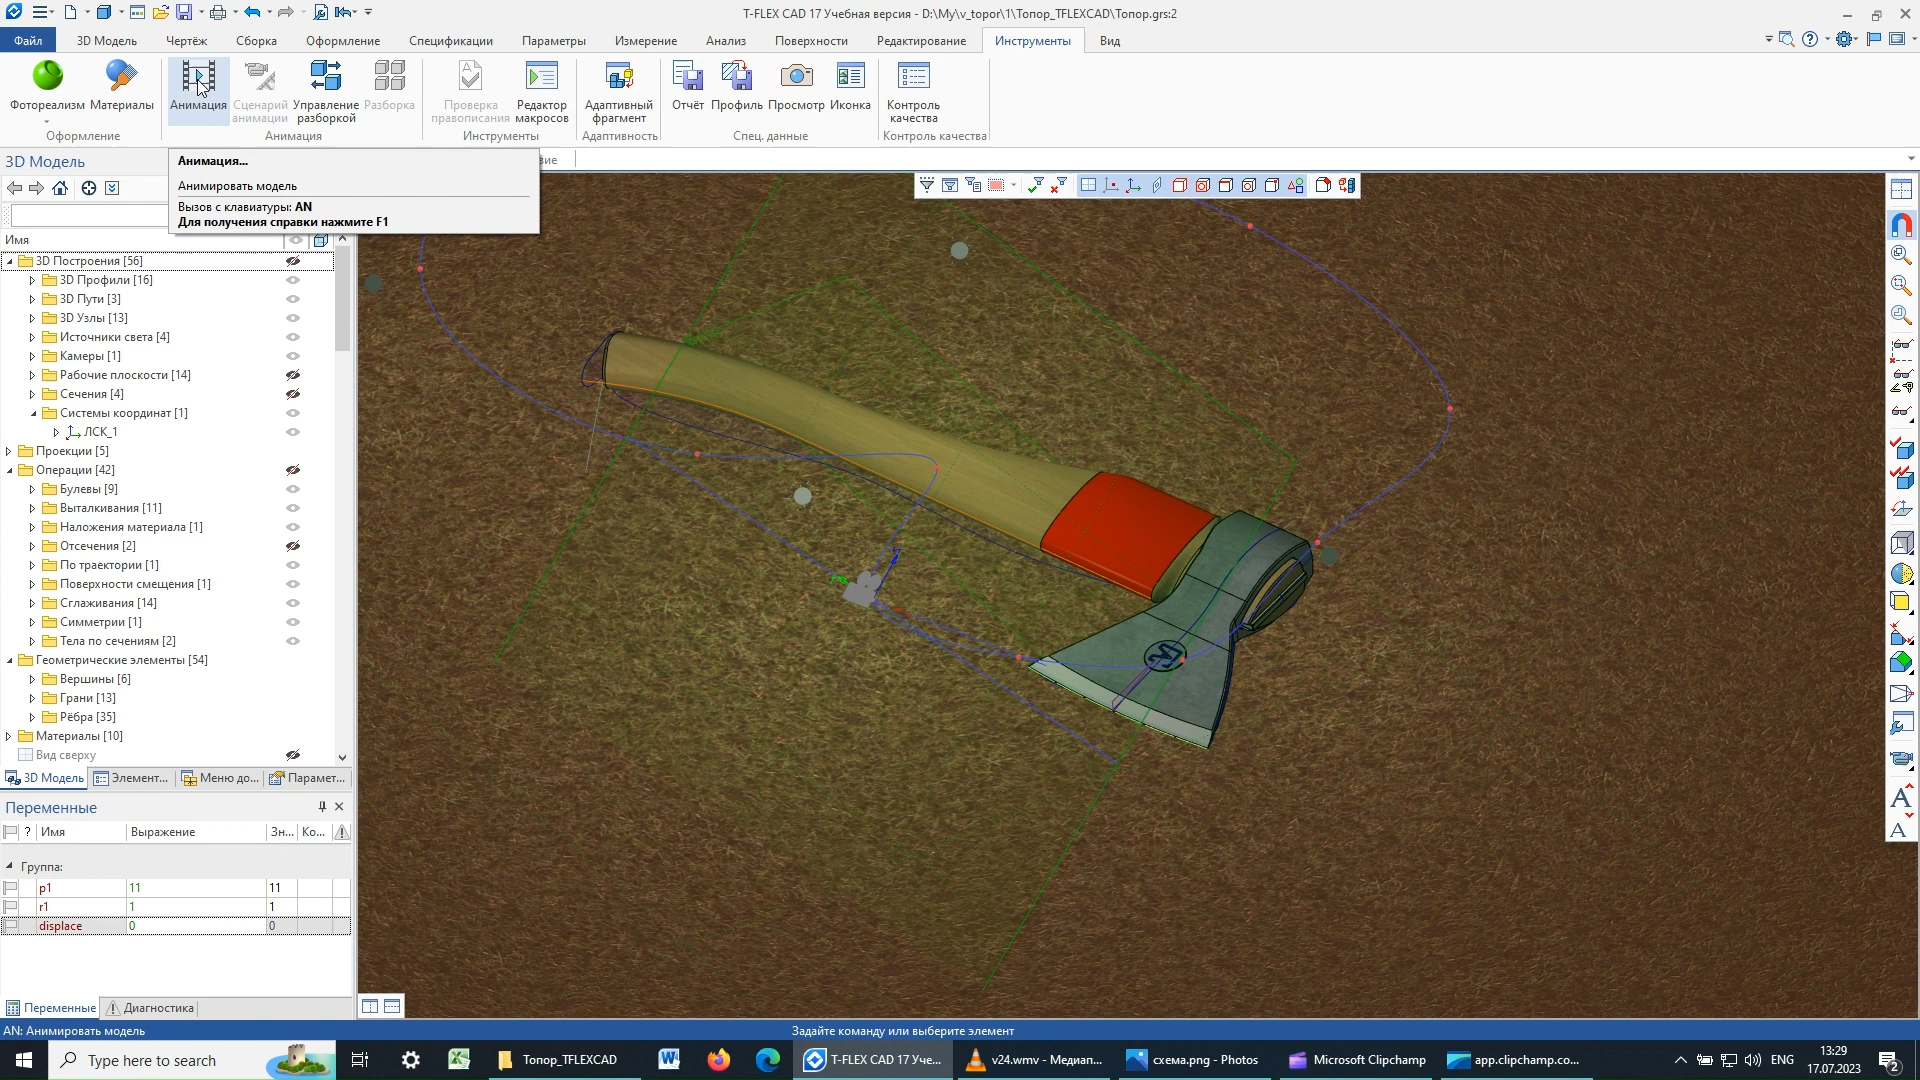 T-FLEX CAD 17 Учебная версия - D:\My\v_topor\1\Топор_TFLEXCAD\Топор.grs:2
Файл 3D Модель Чертёж Сборка Оформление Спецификации Параметры Измерение Анализ Поверхности Редактирование Инструменты Вид
Фотореализм Материалы Анимация Сценарий анимации Управление разборкой Разборка Проверка правописания Редактор макросов Адаптивный фрагмент Отчёт Профиль Просмотр Иконка Контроль качества
Оформление Анимация Инструменты Адаптивность Спец. данные Контроль качества
3D Модель
Анимация...
Анимировать модель
Вызов с клавиатуры: AN
Для получения справки нажмите F1
вие
Имя
3D Построения [56]
3D Профили [16]
3D Пути [3]
3D Узлы [13]
Источники света [4]
Камеры [1]
Рабочие плоскости [14]
Сечения [4]
Системы координат [1]
ЛСК_1
Проекции [5]
Операции [42]
Булевы [9]
Выталкивания [11]
Наложения материала [1]
Отсечения [2]
По траектории [1]
Поверхности смещения [1]
Сглаживания [14]
Симметрии [1]
Тела по сечениям [2]
Геометрические элементы [54]
Вершины [6]
Грани [13]
Рёбра [35]
Материалы [10]
Вид сверху
3D Модель Элемент... Меню до... Парамет...
Переменные
? Имя Выражение Зн... Ко...
Группа:
p1 11 11
r1 1 1
displace 0 0
Переменные Диагностика
AN: Анимировать модель Задайте команду или выберите элемент
Type here to search Топор_TFLEXCAD T-FLEX CAD 17 Уче... v24.wmv - Медиап... схема.png - Photos Microsoft Clipchamp app.clipchamp.co... ENG 13:29
17.07.2023 2